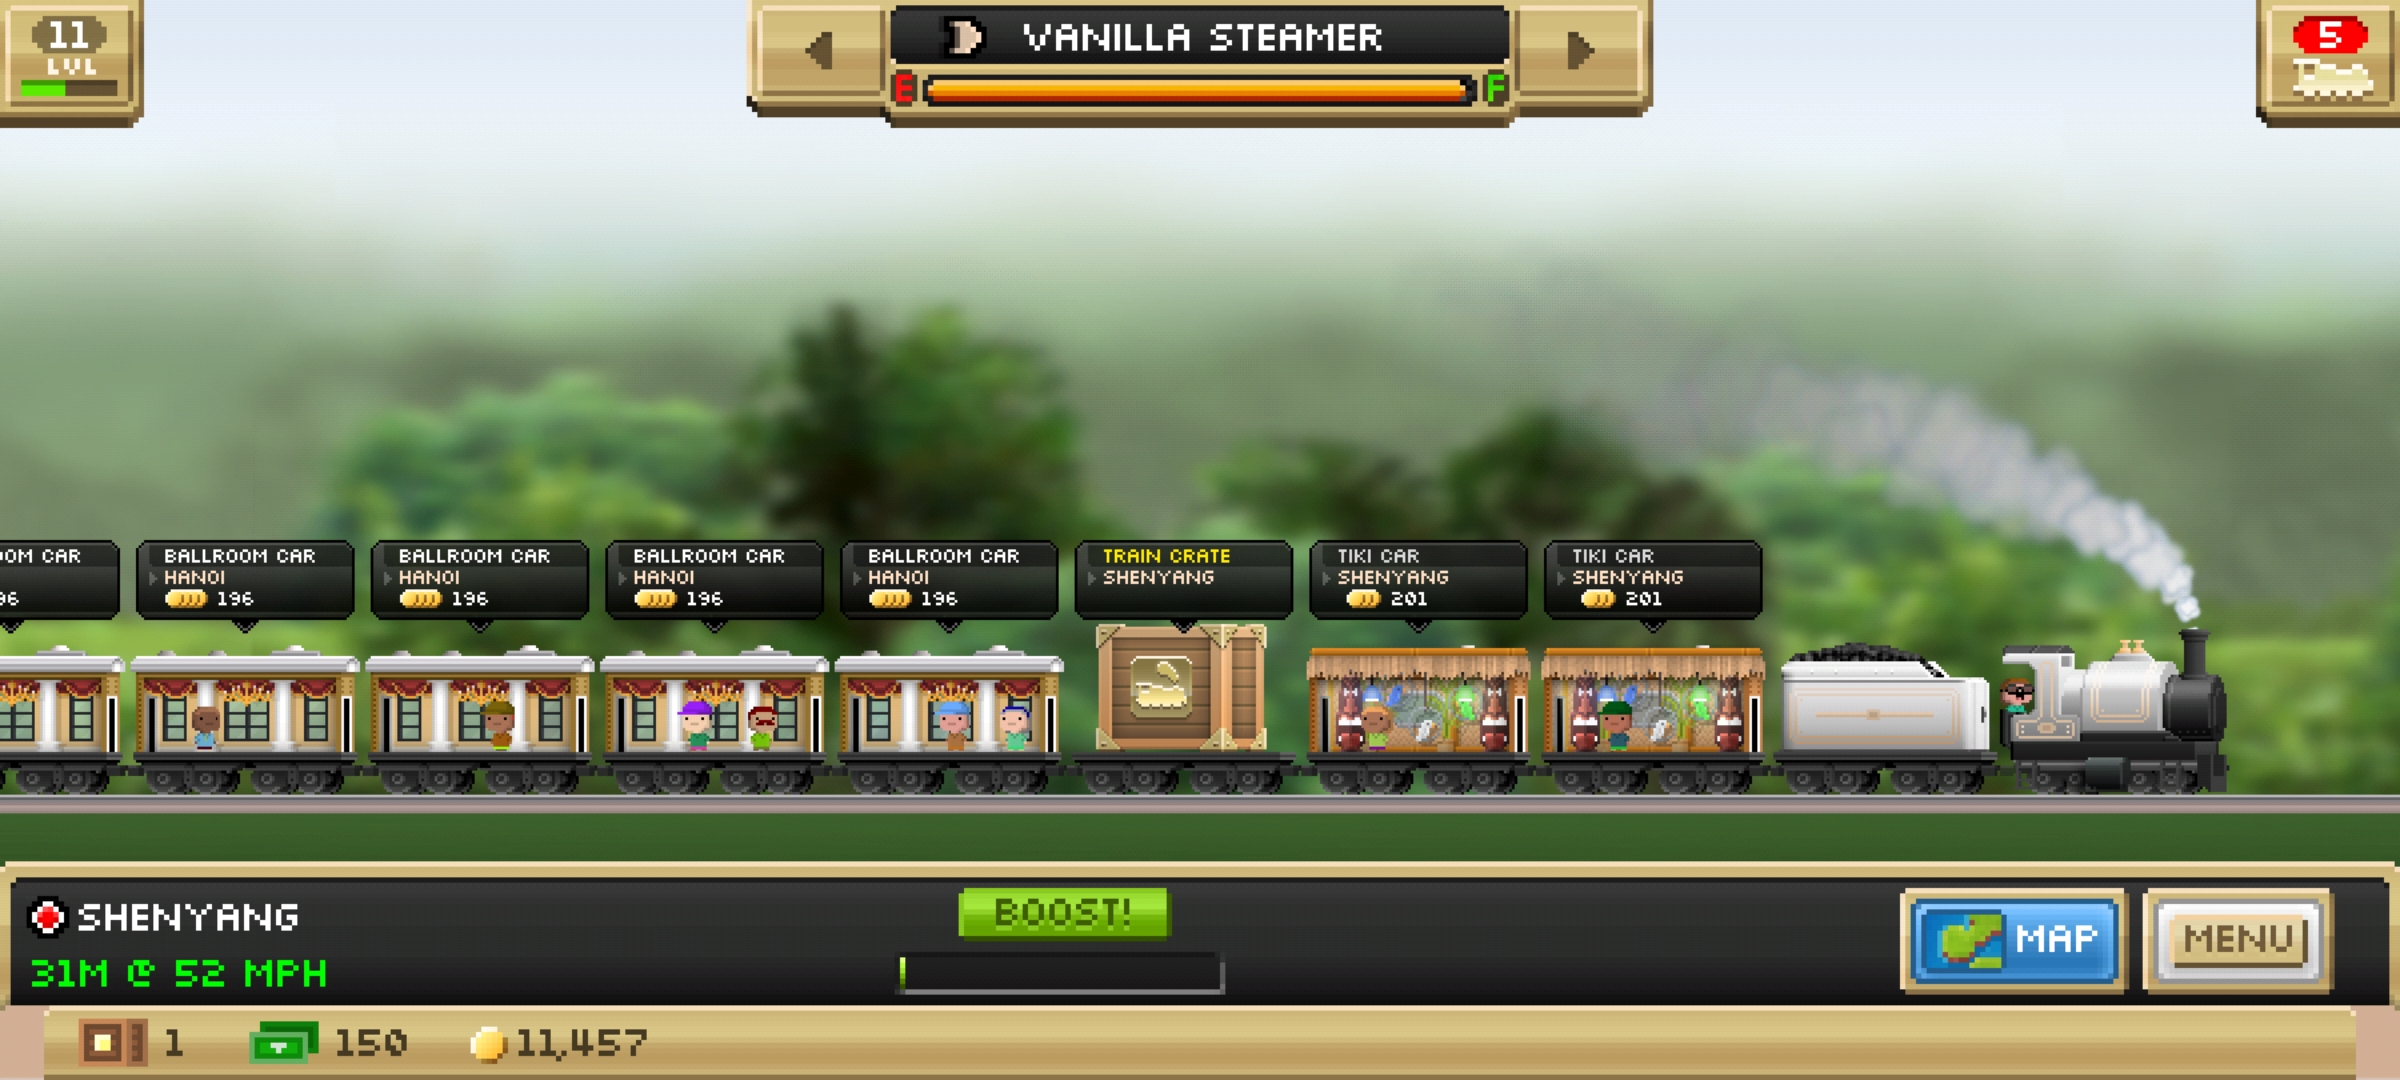 11
LVL
VANILLA STEAMER
E F
5
OM CAR
96
BALLROOM CAR
HANOI
196
BALLROOM CAR
HANOI
196
BALLROOM CAR
HANOI
196
BALLROOM CAR
HANOI
196
TRAIN CRATE
SHENYANG
TIKI CAR
SHENYANG
201
TIKI CAR
SHENYANG
201
SHENYANG
31M @ 52 MPH
BOOST!
MAP
MENU
1
150
11,457